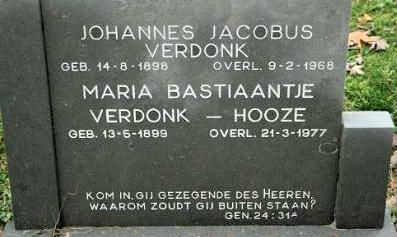 JOHANNES JACOBUS
VERDONK
GEB. 14-8-1898 OVERL. 9-2-1968
MARIA BASTIAANTJE
VERDONK — HOOZE
GEB. 13-6-1899 OVERL. 21-3-1977
KOM IN, GIJ GEZEGENDE DES HEEREN,
WAAROM ZOUDT GIJ BUITEN STAAN?
GEN. 24:31A